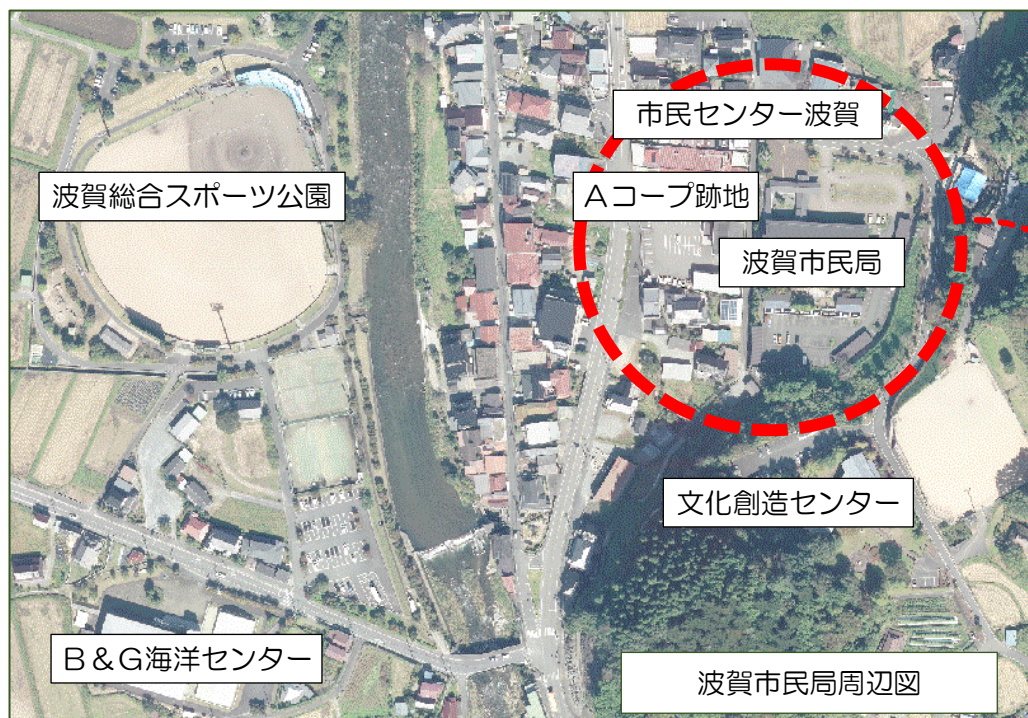 市民センター波賀
波賀総合スポーツ公園
Aコープ跡地
波賀市民局
文化創造センター
B&G海洋センター
波賀市民局周辺図